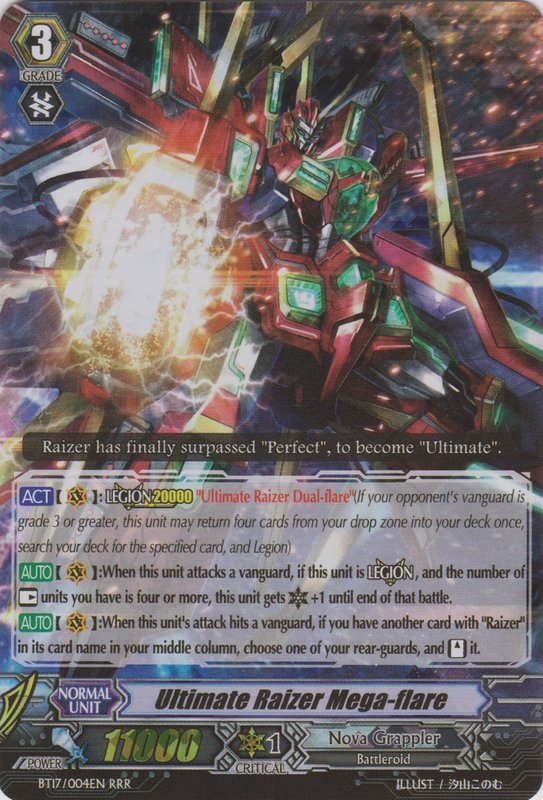 3
GRADE
Raizer has finally surpassed "Perfect", to become "Ultimate".
ACT【 】:LEGION 20000 "Ultimate Raizer Dual-flare"(If your opponent's vanguard is
grade 3 or greater, this unit may return four cards from your drop zone into your deck once,
search your deck for the specified card, and Legion)
AUTO【 】:When this unit attacks a vanguard, if this unit is LEGION, and the number
of units you have is four or more, this unit gets +1 until end of that battle.
AUTO【 】:When this unit's attack hits a vanguard, if you have another card with "Raizer"
in its card name in your middle column, choose one of your rear-guards, and it.
NORMAL
UNIT
Ultimate Raizer Mega-flare
POWER
11000
1
CRITICAL
Nova Grappler
Battleroid
BT17/004EN RRR
ILLUST / 汐山このむ